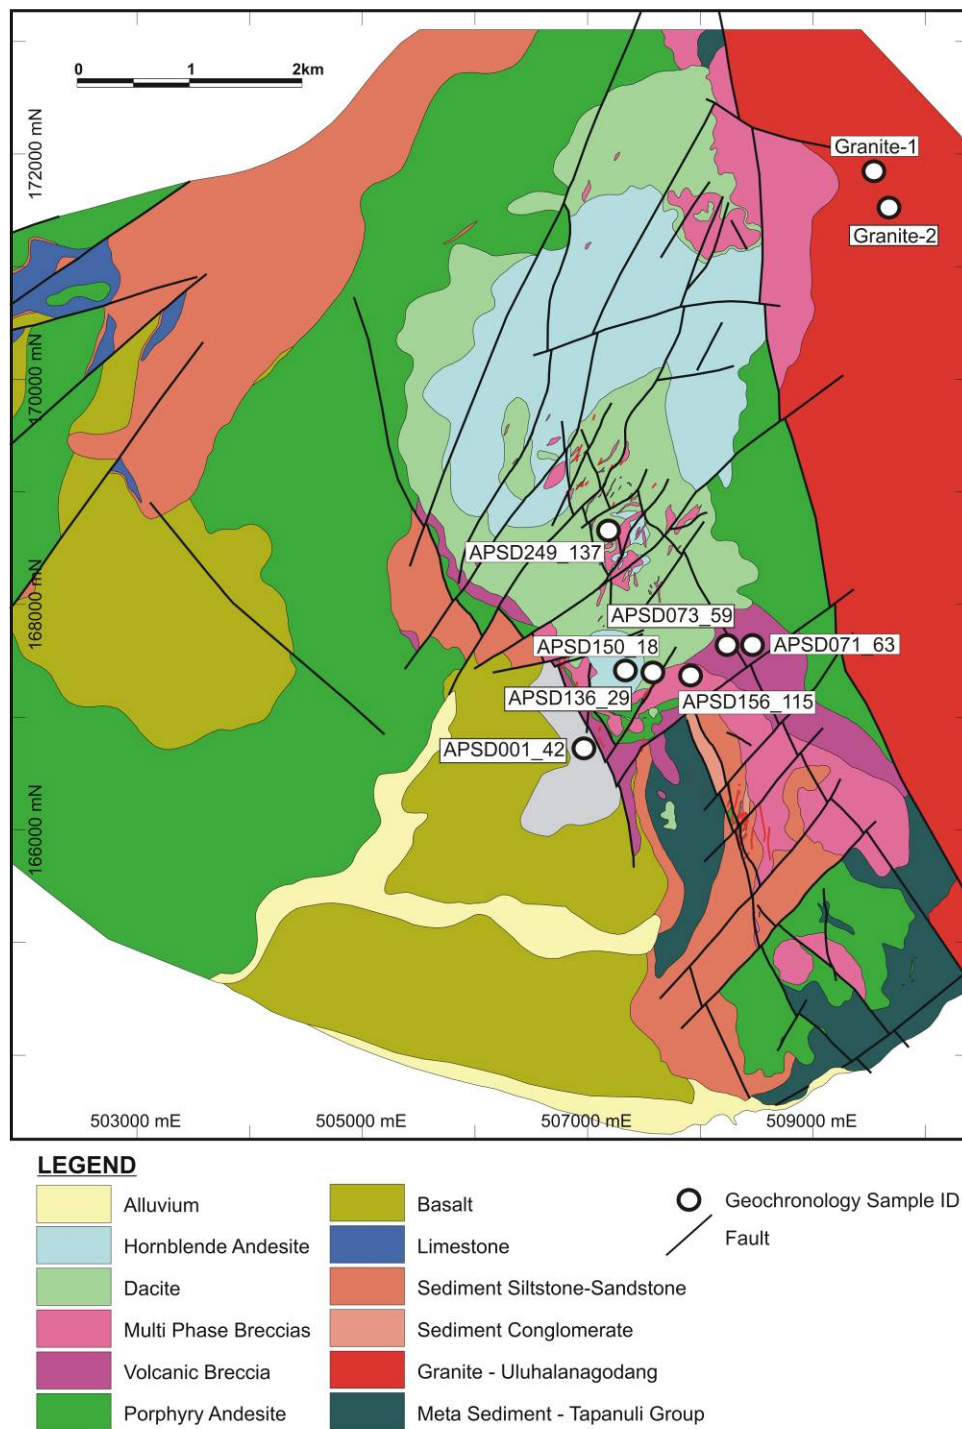 0 1 2km
172000 mN
170000 mN
168000 mN
166000 mN
Granite-1
Granite-2
APSD249_137
APSD073_59
APSD150_18
APSD071_63
APSD136_29
APSD156_115
APSD001_42
503000 mE 505000 mE 507000 mE 509000 mE
LEGEND
Alluvium
Hornblende Andesite
Dacite
Multi Phase Breccias
Volcanic Breccia
Porphyry Andesite
Basalt
Limestone
Sediment Siltstone-Sandstone
Sediment Conglomerate
Granite - Uluhalanagodang
Meta Sediment - Tapanuli Group
Geochronology Sample ID
Fault